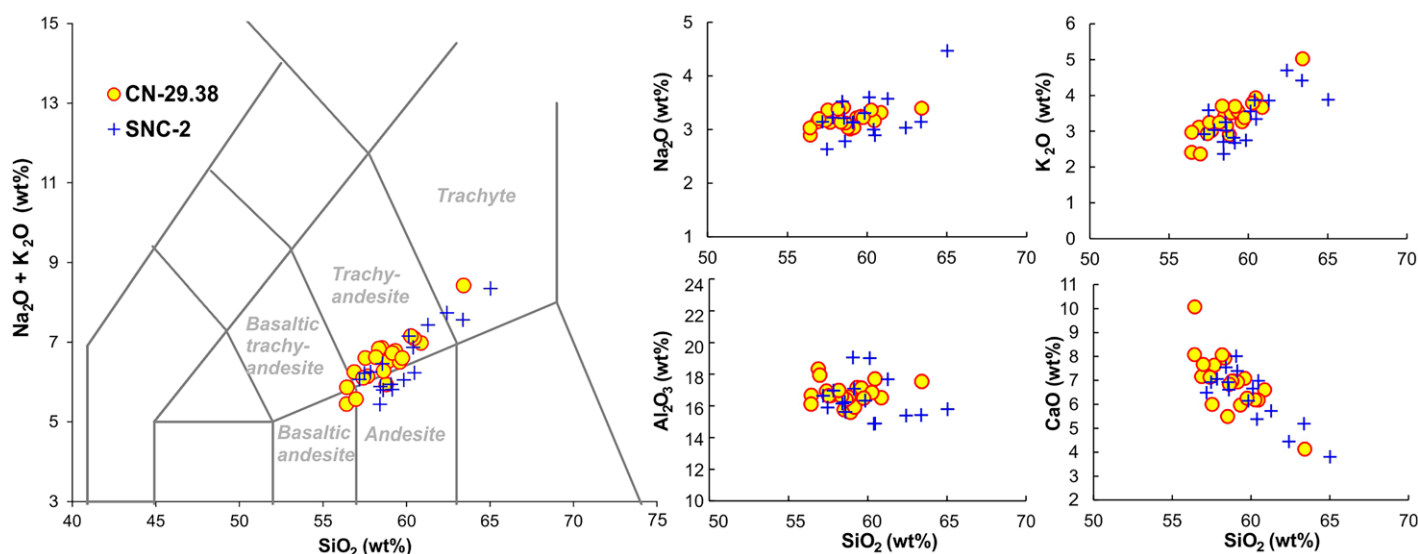 Na₂O + K₂O (wt%)
15
13
11
9
7
5
3
CN-29.38
SNC-2
Trachyte
Trachy-
andesite
Basaltic
trachy-
andesite
Basaltic
andesite
Andesite
40 45 50 55 60 65 70 75
SiO₂ (wt%)
Na₂O (wt%)
5
4
3
2
1
50 55 60 65 70
K₂O (wt%)
6
5
4
3
2
1
0
50 55 60 65 70
Al₂O₃ (wt%)
24
22
20
18
16
14
12
10
50 55 60 65 70
SiO₂ (wt%)
CaO (wt%)
11
10
9
8
7
6
5
4
3
2
50 55 60 65 70
SiO₂ (wt%)